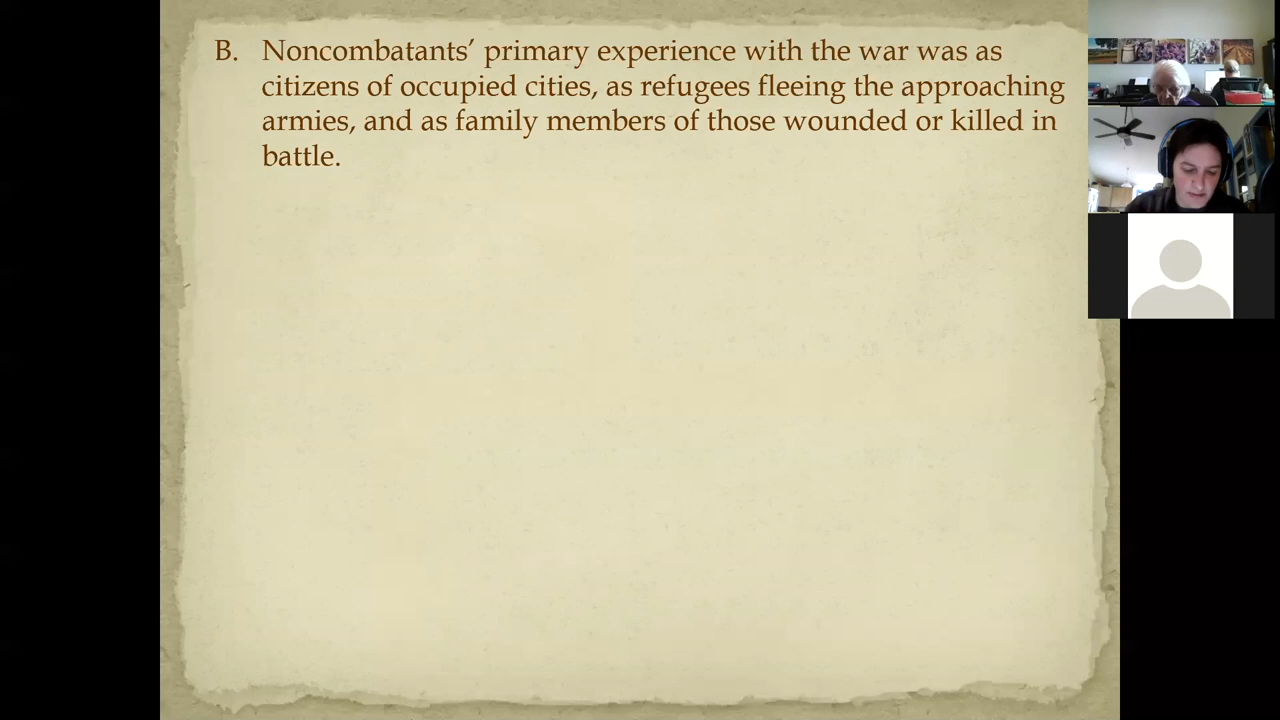 B. Noncombatants’ primary experience with the war was as
citizens of occupied cities, as refugees fleeing the approaching
armies, and as family members of those wounded or killed in
battle.